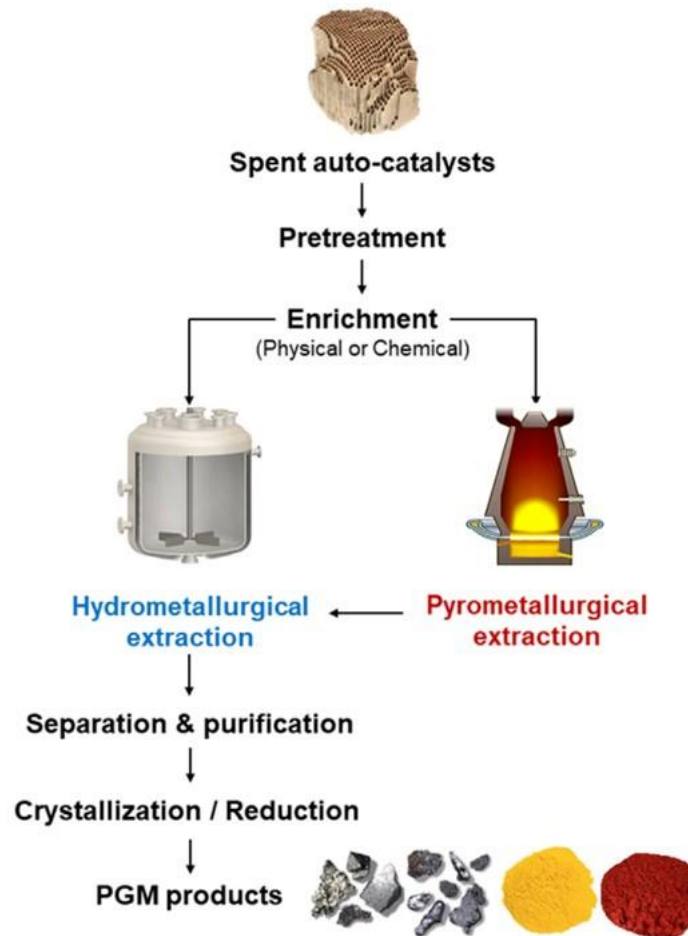 Spent auto-catalysts
Pretreatment
Enrichment
(Physical or Chemical)
Hydrometallurgical
extraction
Pyrometallurgical
extraction
Separation & purification
Crystallization / Reduction
PGM products